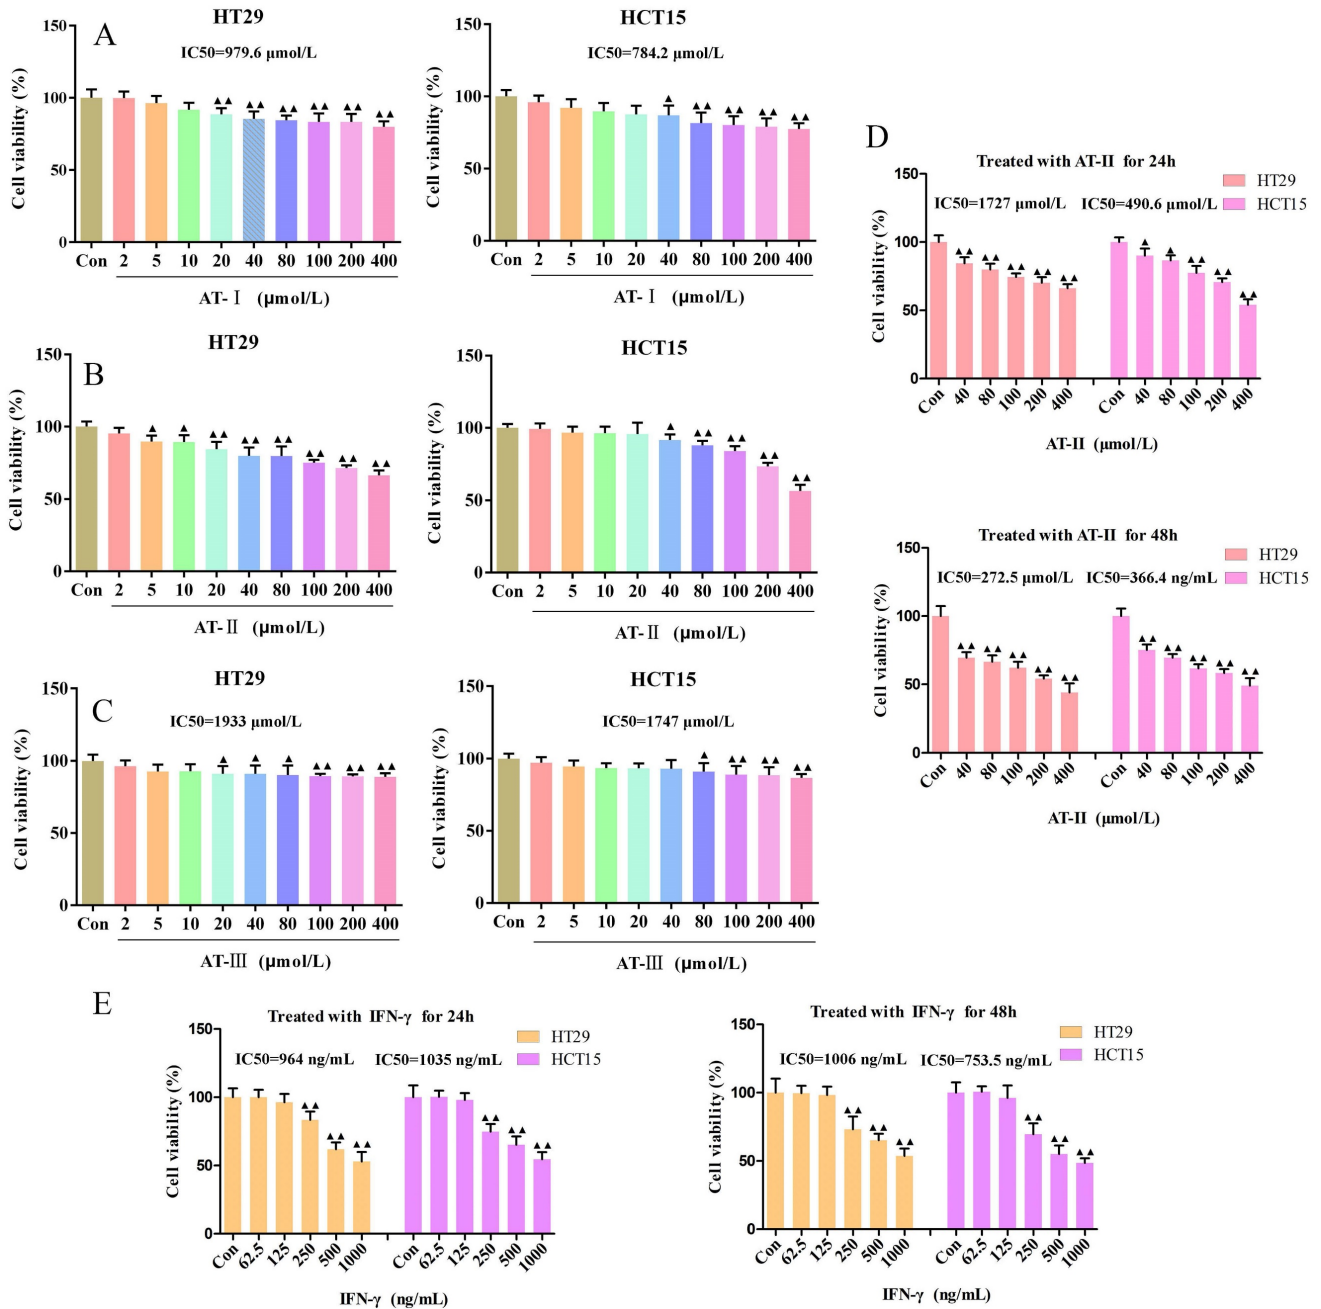 A
HT29
IC50=979.6 μmol/L
Cell viability (%)
150
100
50
0
Con 2 5 10 20 40 80 100 200 400
AT-Ⅰ (μmol/L)
HCT15
IC50=784.2 μmol/L
Cell viability (%)
150
100
50
0
Con 2 5 10 20 40 80 100 200 400
AT-Ⅰ (μmol/L)
B
HT29
Cell viability (%)
150
100
50
0
Con 2 5 10 20 40 80 100 200 400
AT-Ⅱ (μmol/L)
HCT15
Cell viability (%)
150
100
50
0
Con 2 5 10 20 40 80 100 200 400
AT-Ⅱ (μmol/L)
C
HT29
IC50=1933 μmol/L
Cell viability (%)
150
100
50
0
Con 2 5 10 20 40 80 100 200 400
AT-Ⅲ (μmol/L)
HCT15
IC50=1747 μmol/L
Cell viability (%)
150
100
50
0
Con 2 5 10 20 40 80 100 200 400
AT-Ⅲ (μmol/L)
D
Treated with AT-II for 24h
HT29
HCT15
IC50=1727 μmol/L IC50=490.6 μmol/L
Cell viability (%)
150
100
50
0
Con 40 80 100 200 400 Con 40 80 100 200 400
AT-II (μmol/L)
Treated with AT-II for 48h
HT29
HCT15
IC50=272.5 μmol/L IC50=366.4 ng/mL
Cell viability (%)
150
100
50
0
Con 40 80 100 200 400 Con 40 80 100 200 400
AT-II (μmol/L)
E
Treated with IFN-γ for 24h
HT29
HCT15
IC50=964 ng/mL IC50=1035 ng/mL
Cell viability (%)
150
100
50
0
Con 62.5 125 250 500 1000 Con 62.5 125 250 500 1000
IFN-γ (ng/mL)
Treated with IFN-γ for 48h
HT29
HCT15
IC50=1006 ng/mL IC50=753.5 ng/mL
Cell viability (%)
150
100
50
0
Con 62.5 125 250 500 1000 Con 62.5 125 250 500 1000
IFN-γ (ng/mL)